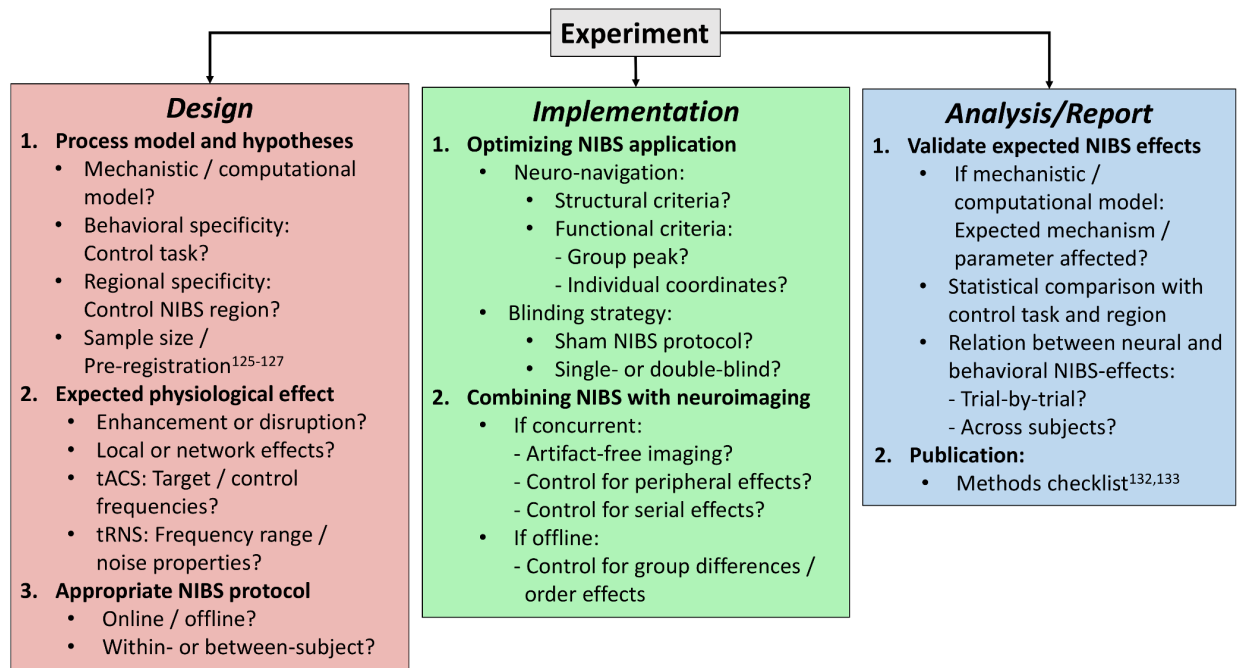 Experiment
Design
1. Process model and hypotheses
• Mechanistic / computational
model?
• Behavioral specificity:
Control task?
• Regional specificity:
Control NIBS region?
• Sample size /
Pre-registration125-127
2. Expected physiological effect
• Enhancement or disruption?
• Local or network effects?
• tACS: Target / control
frequencies?
• tRNS: Frequency range /
noise properties?
3. Appropriate NIBS protocol
• Online / offline?
• Within- or between-subject?
Implementation
1. Optimizing NIBS application
• Neuro-navigation:
• Structural criteria?
• Functional criteria:
- Group peak?
- Individual coordinates?
• Blinding strategy:
• Sham NIBS protocol?
• Single- or double-blind?
2. Combining NIBS with neuroimaging
• If concurrent:
- Artifact-free imaging?
- Control for peripheral effects?
- Control for serial effects?
• If offline:
- Control for group differences /
order effects
Analysis/Report
1. Validate expected NIBS effects
• If mechanistic /
computational model:
Expected mechanism /
parameter affected?
• Statistical comparison with
control task and region
• Relation between neural and
behavioral NIBS-effects:
- Trial-by-trial?
- Across subjects?
2. Publication:
• Methods checklist132,133